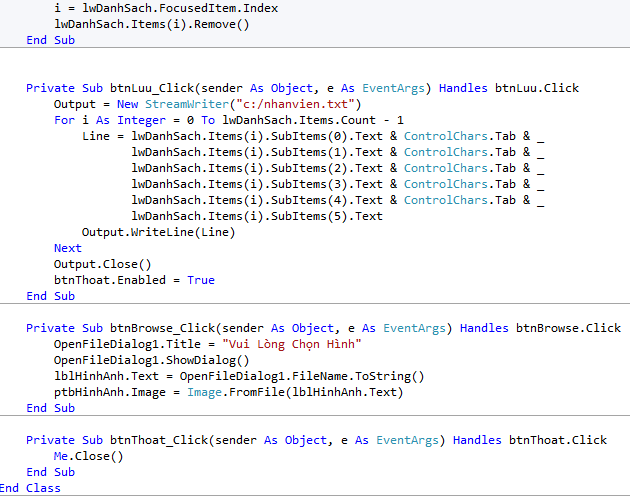 i = lwDanhSach.FocusedItem.Index
lwDanhSach.Items(i).Remove()
End Sub
Private Sub btnLuu_Click(sender As Object, e As EventArgs) Handles btnLuu.Click
Output = New StreamWriter("c:/nhanvien.txt")
For i As Integer = 0 To lwDanhSach.Items.Count - 1
Line = lwDanhSach.Items(i).SubItems(0).Text & ControlChars.Tab & _
lwDanhSach.Items(i).SubItems(1).Text & ControlChars.Tab & _
lwDanhSach.Items(i).SubItems(2).Text & ControlChars.Tab & _
lwDanhSach.Items(i).SubItems(3).Text & ControlChars.Tab & _
lwDanhSach.Items(i).SubItems(4).Text & ControlChars.Tab & _
lwDanhSach.Items(i).SubItems(5).Text
Output.WriteLine(Line)
Next
Output.Close()
btnThoat.Enabled = True
End Sub
Private Sub btnBrowse_Click(sender As Object, e As EventArgs) Handles btnBrowse.Click
OpenFileDialog1.Title = "Vui Lòng Chọn Hình"
OpenFileDialog1.ShowDialog()
lblHinhAnh.Text = OpenFileDialog1.FileName.ToString()
ptbHinhAnh.Image = Image.FromFile(lblHinhAnh.Text)
End Sub
Private Sub btnThoat_Click(sender As Object, e As EventArgs) Handles btnThoat.Click
Me.Close()
End Sub
End Class